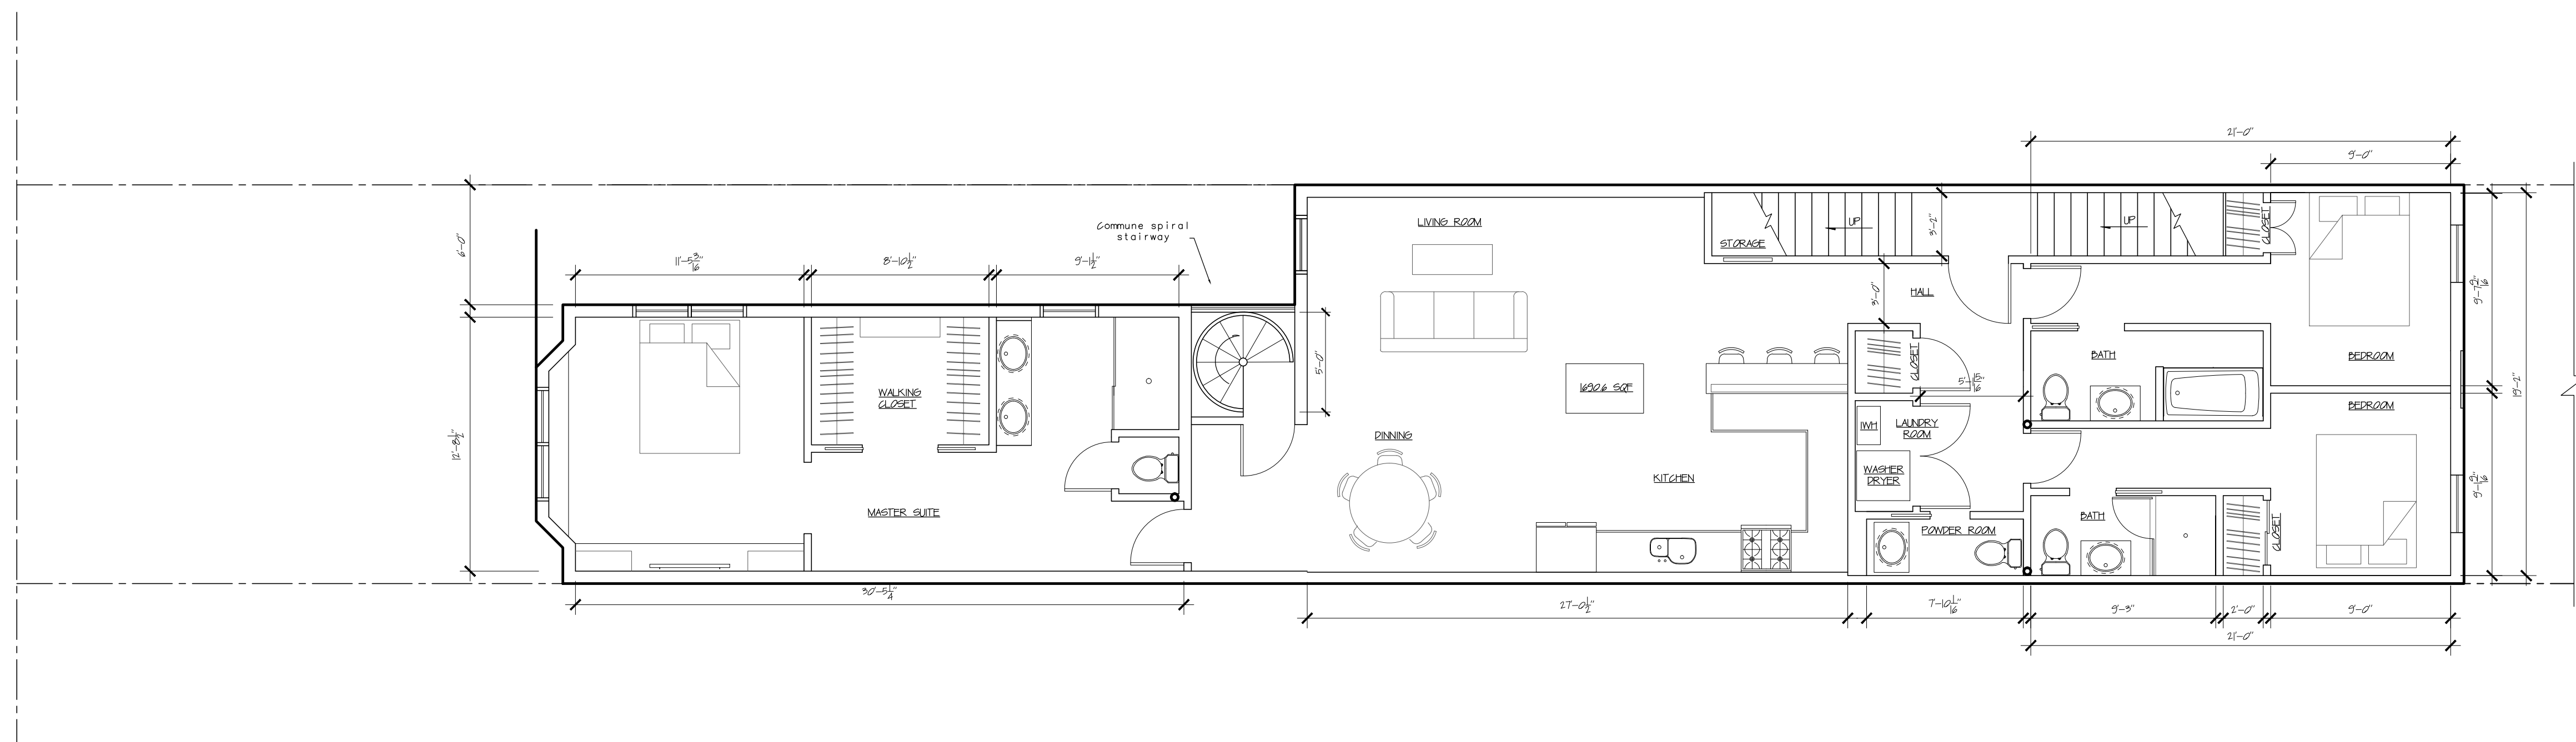 21'-0"
9'-0"
6'-0"
Commune spiral
stairway
11'-5 3/16"
8'-10 1/2"
9'-1 1/2"
LIVING ROOM
STORAGE
UP
3'-2"
UP
CLOSET
3'-0"
HALL
9'-7 9/16"
5'-0"
BATH
BEDROOM
1690.6 SQF
CLOSET
5'-15/16"
19'-2"
WALKING
CLOSET
BEDROOM
12'-8 1/2"
DINNING
IWH
LAUNDRY
ROOM
KITCHEN
WASHER
DRYER
9'-1 9/16"
MASTER SUITE
BATH
POWDER ROOM
CLOSET
30'-5 1/4"
27'-0 1/2"
7'-10 1/16"
9'-3"
2'-0"
9'-0"
21'-0"